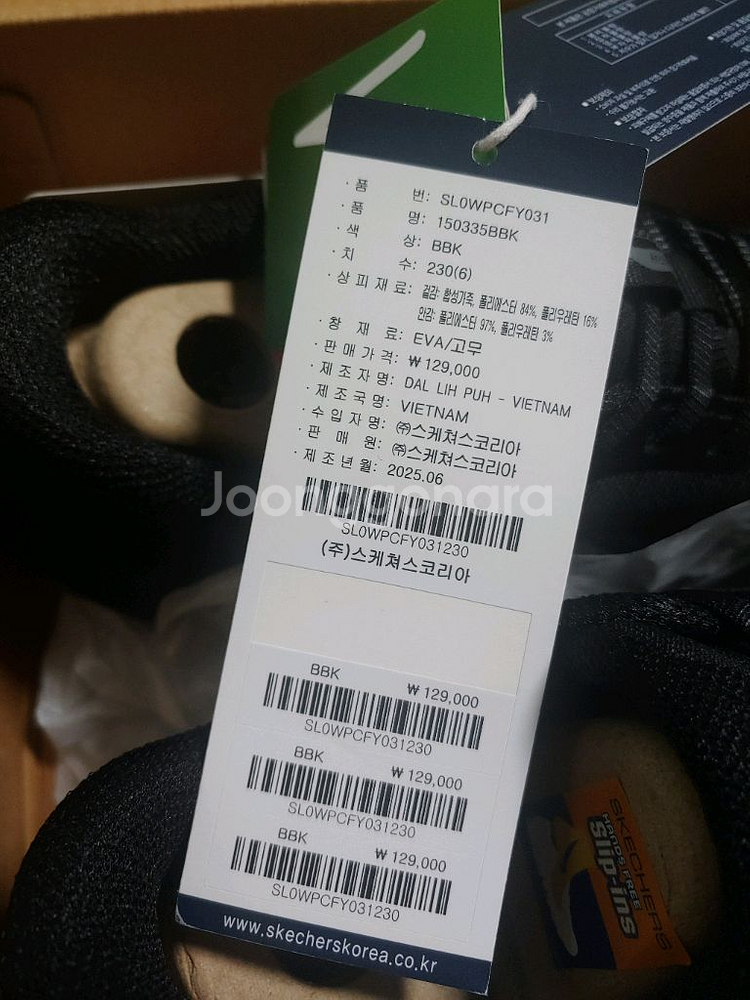 · 품 번: SL0WPCFY031
· 품 명: 150335BBK
· 색 상: BBK
· 치 수: 230(6)
· 상 피 재 료: 겉감: 합성가죽, 폴리에스터 84%, 폴리우레탄 16%
안감: 폴리에스터 97%, 폴리우레탄 3%
· 창 재 료: EVA/고무
· 판 매 가 격: ₩ 129,000
· 제 조 자 명: DAL LIH PUH - VIETNAM
· 제 조 국 명: VIETNAM
· 수 입 자 명: ㈜스케쳐스코리아
· 판 매 원: ㈜스케쳐스코리아
· 제 조 년 월: 2025.06
Joonggonara
SL0WPCFY031230
(주)스케쳐스코리아
BBK ₩ 129,000
SL0WPCFY031230
BBK ₩ 129,000
SL0WPCFY031230
BBK ₩ 129,000
SL0WPCFY031230
www.skecherskorea.co.kr
SKECHERS
HANDS FREE
Slip-ins